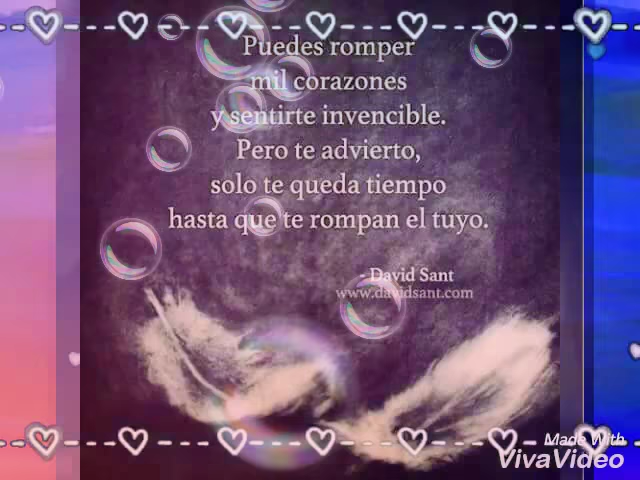 Puedes romper
mil corazones
y sentirte invencible.
Pero te advierto,
solo te queda tiempo
hasta que te rompan el tuyo.
- David Sant
www.davidsant.com
Made With
VivaVideo